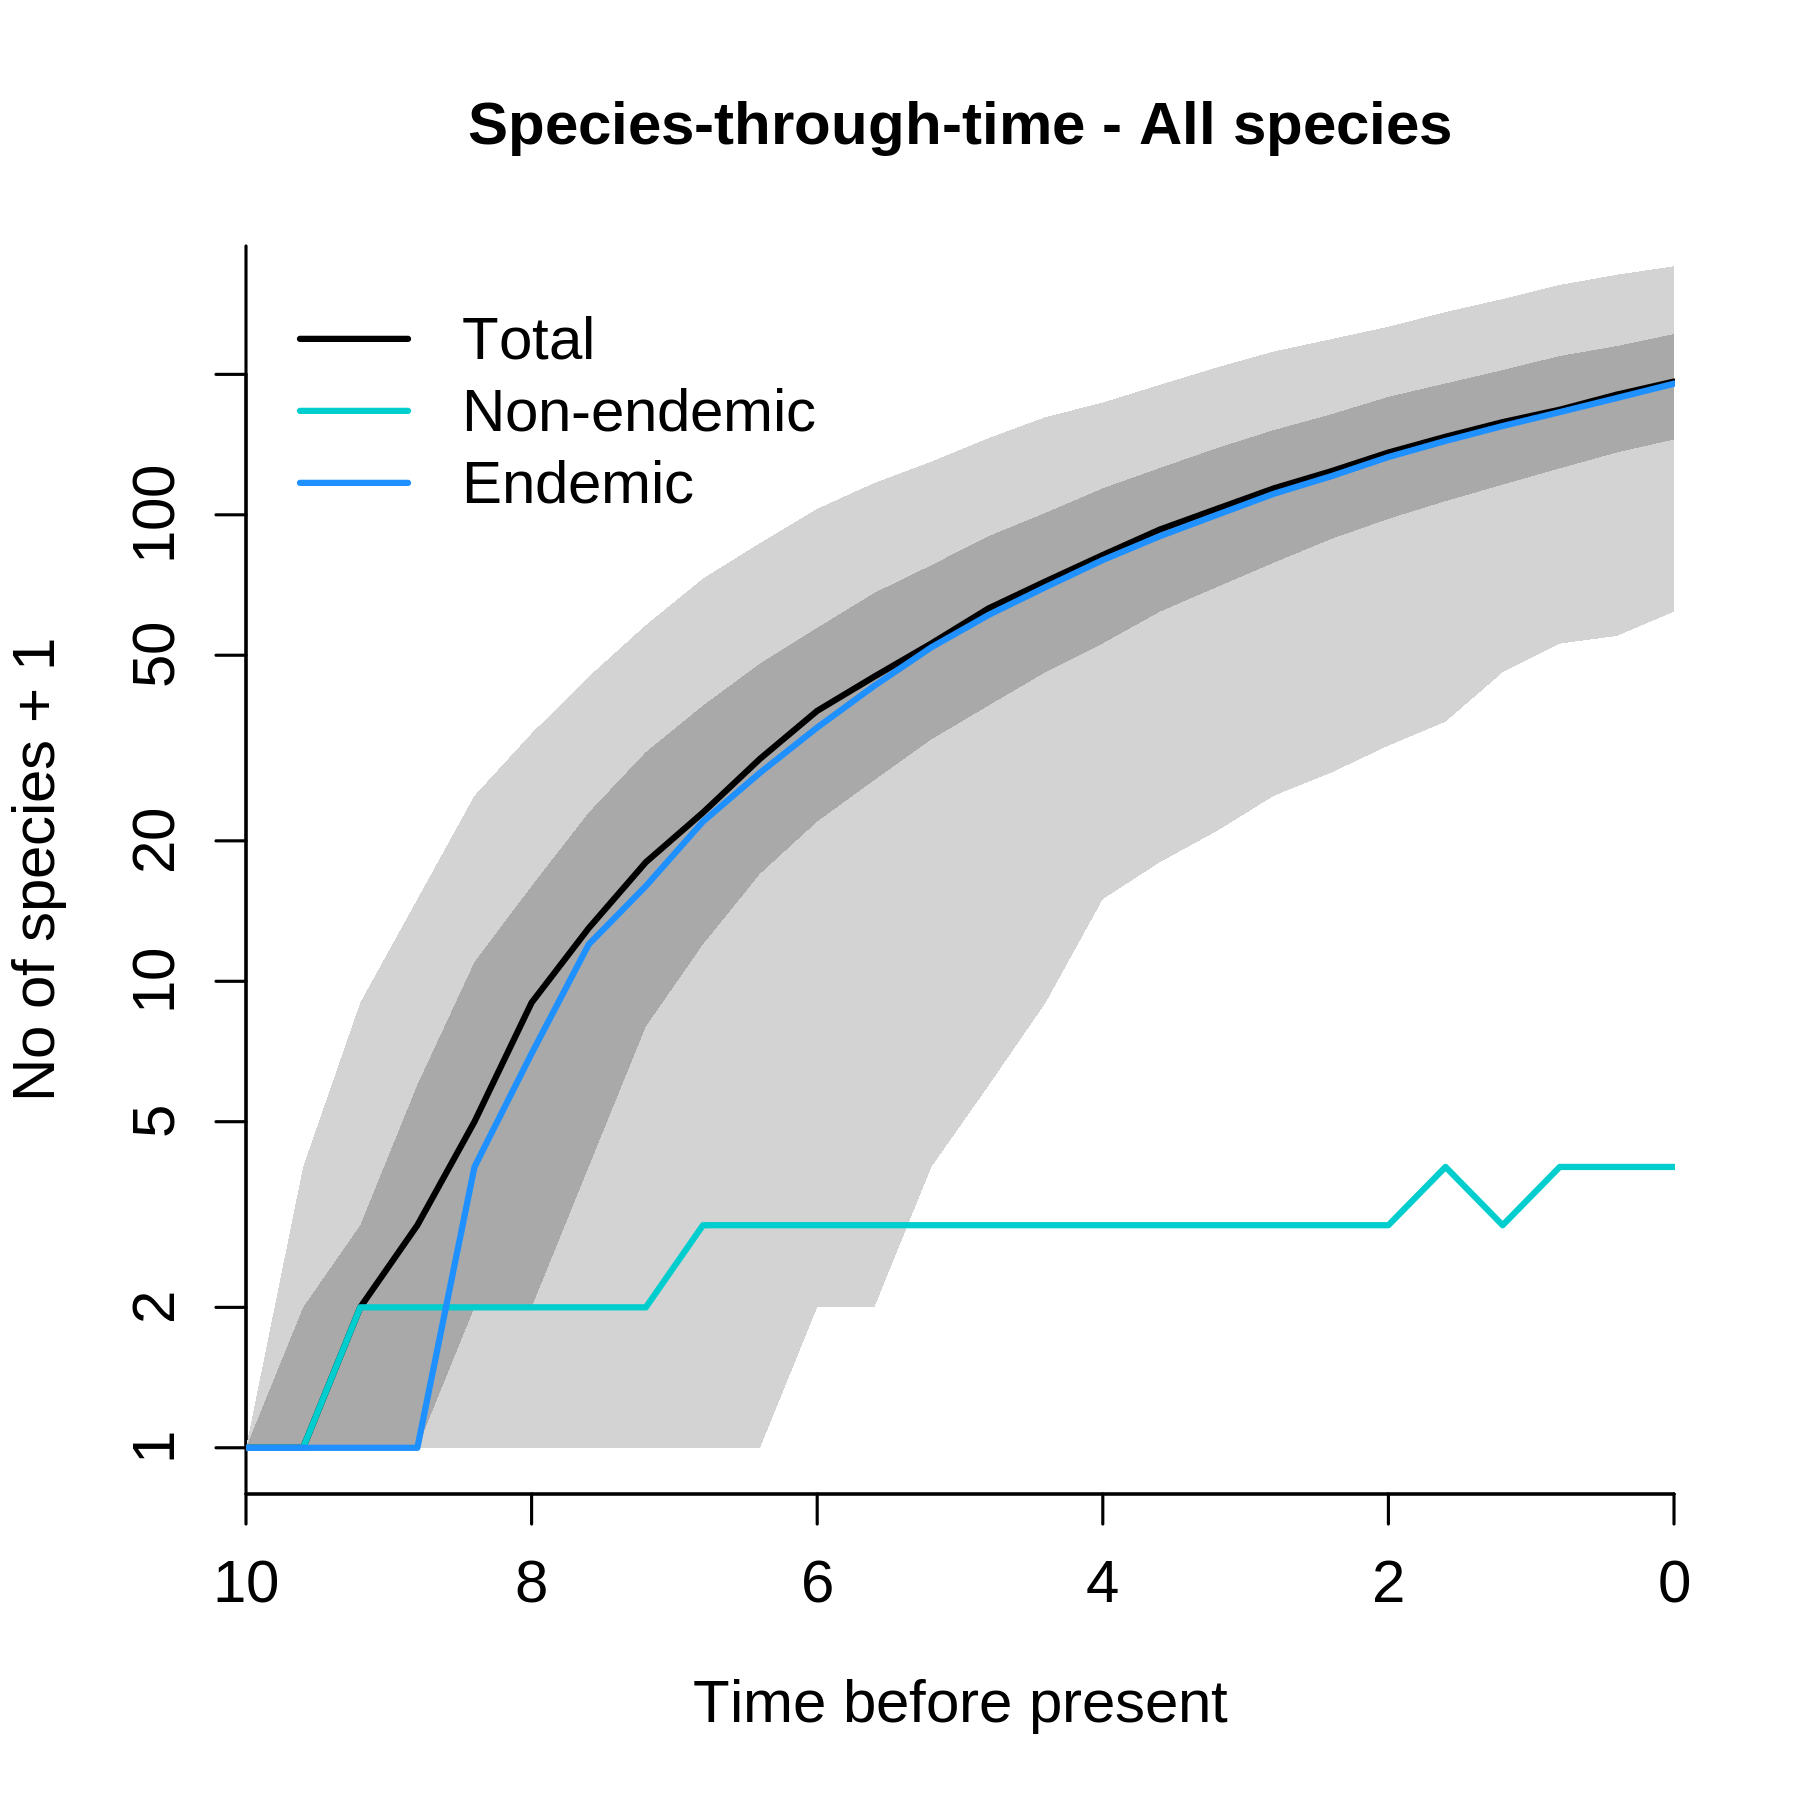 Species-through-time - All species
Total
Non-endemic
Endemic
No of species + 1
100
50
20
10
5
2
1
10 8 6 4 2 0
Time before present